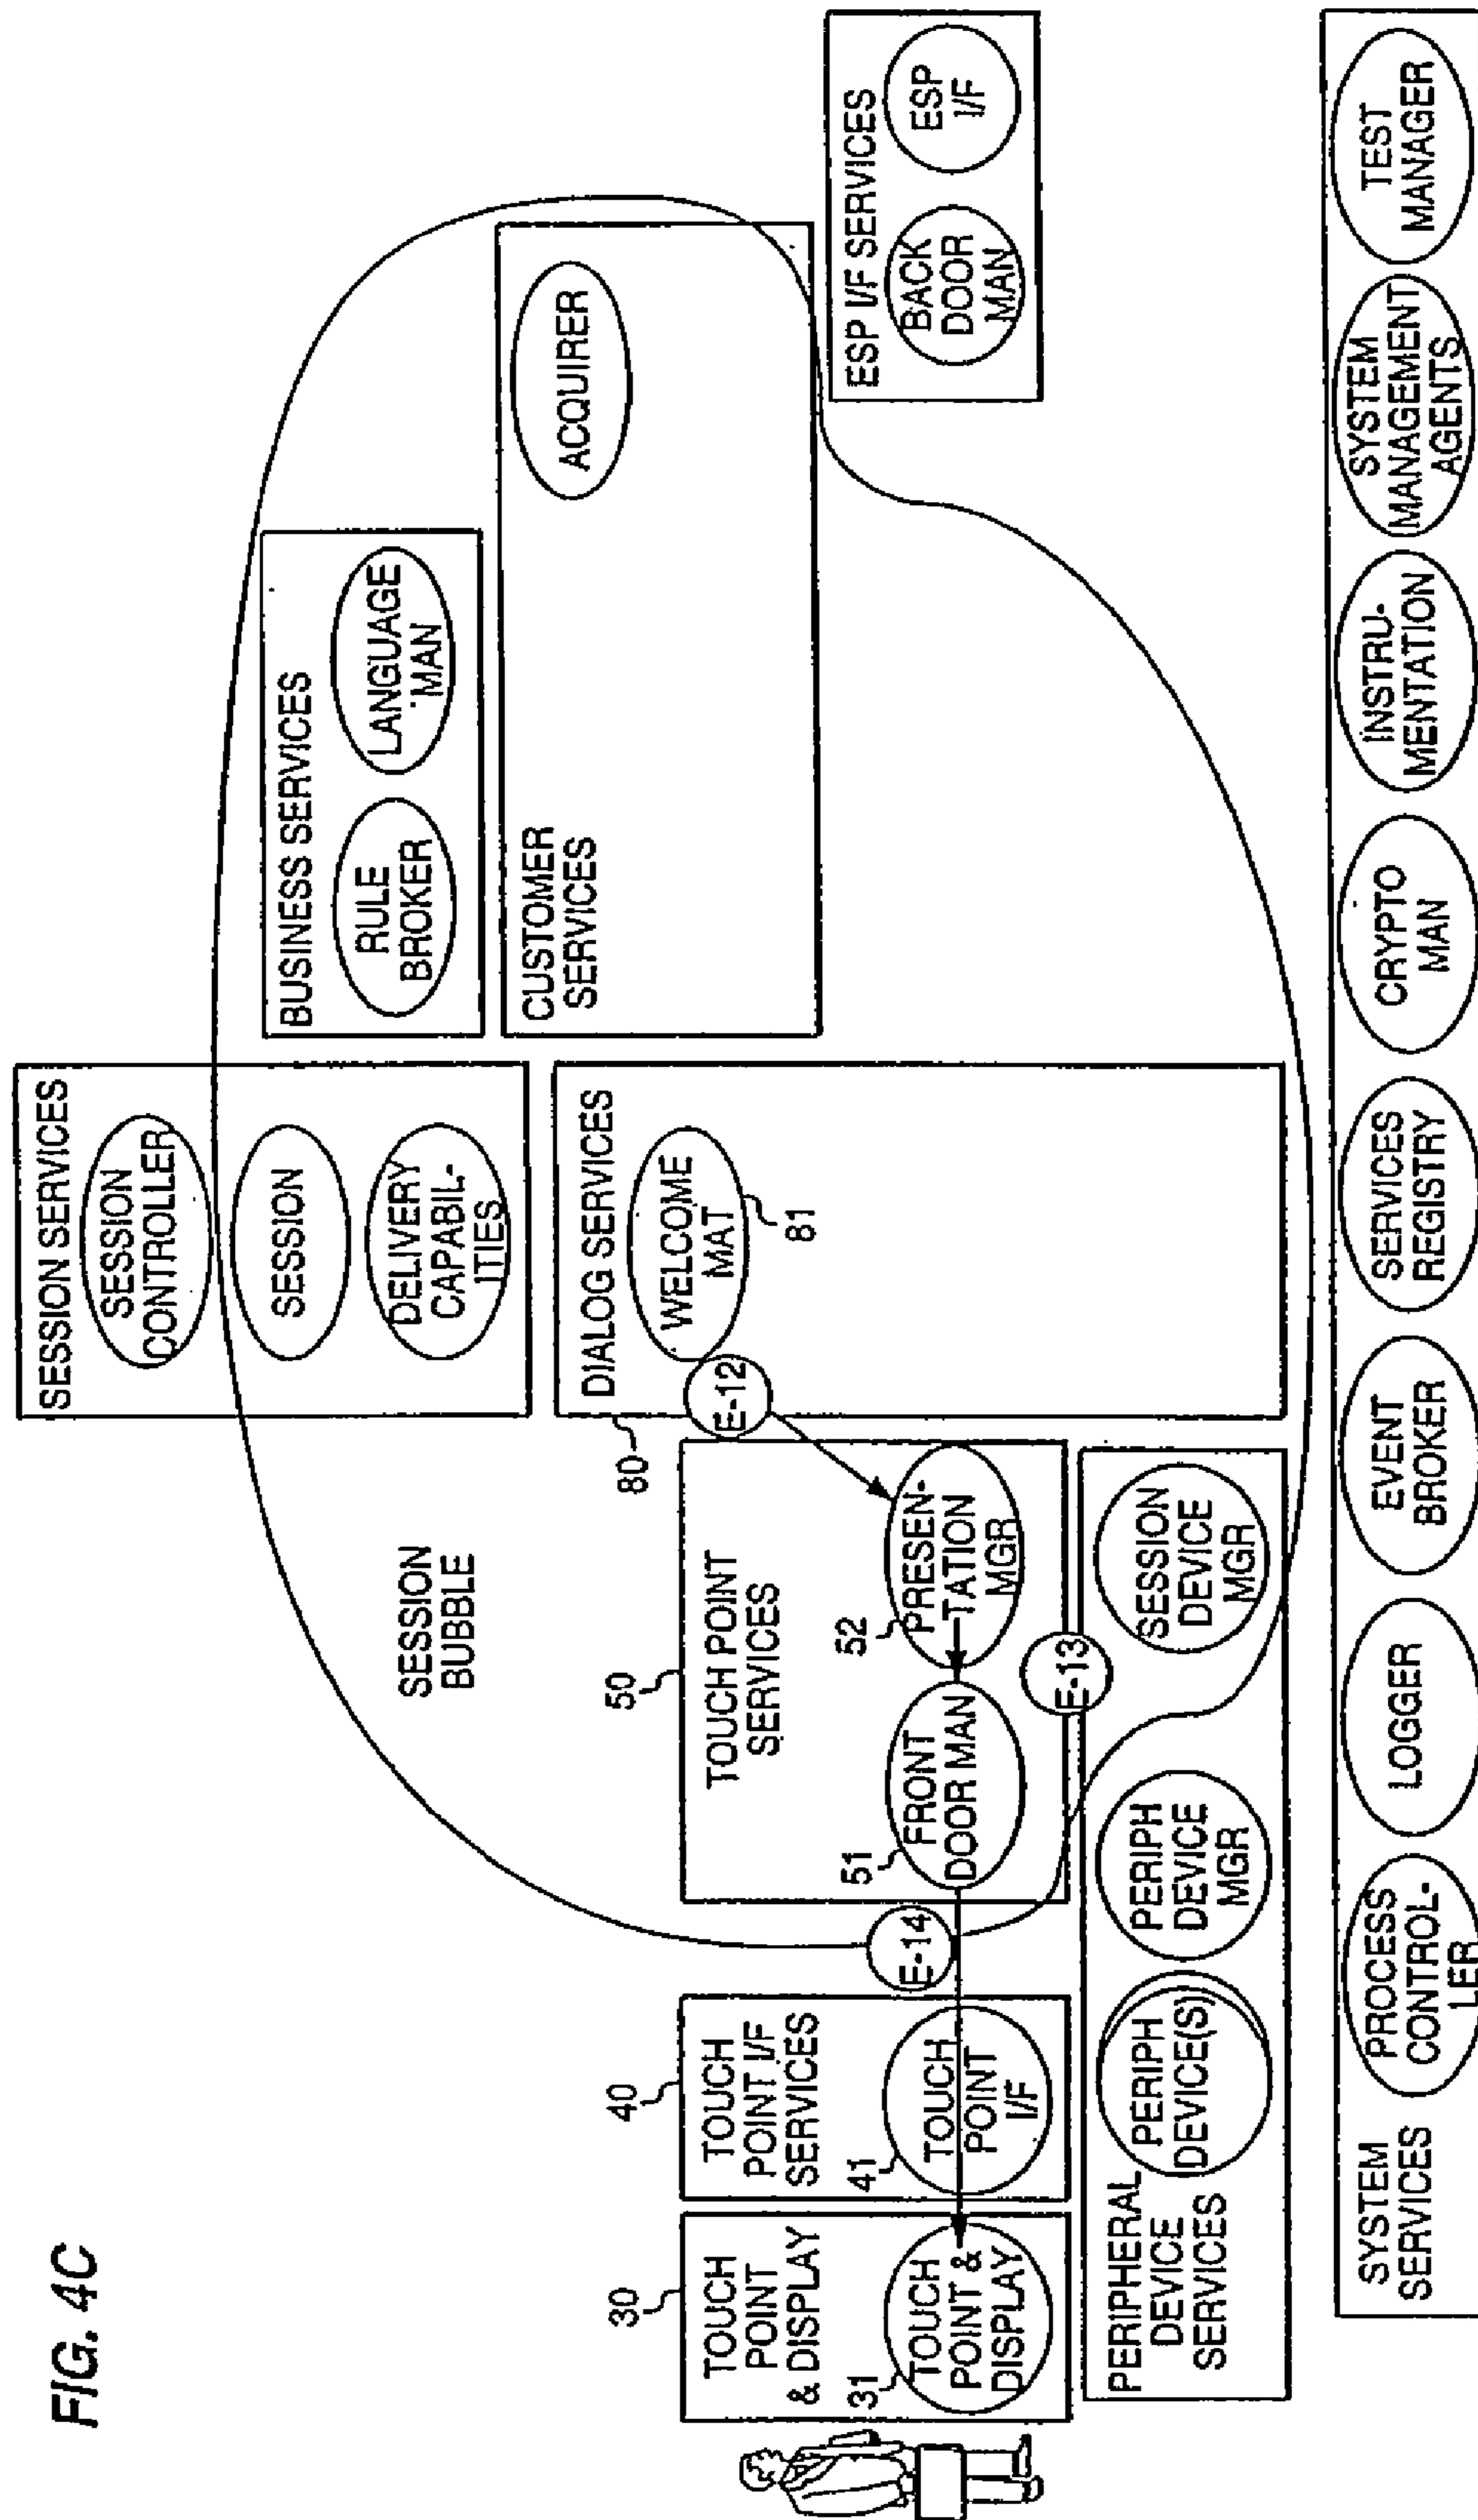 FIG. 4C
SESSION SERVICES
SESSION
CONTROLLER
SESSION
DELIVERY
CAPABIL-
ITIES
BUSINESS SERVICES
RULE
BROKER
LANGUAGE
MAN
CUSTOMER
SERVICES
ACQUIRER
ESP I/F SERVICES
BACK
DOOR
MAN
ESP
I/F
SESSION
BUBBLE
80
DIALOG SERVICES
WELCOME
MAT
81
E-12
50
TOUCH POINT
SERVICES
51
FRONT
DOOR MAN
52
PRESEN-
TATION
MGR
E-13
E-14
40
TOUCH
POINT I/F
SERVICES
41
TOUCH
POINT
I/F
30
TOUCH
POINT
& DISPLAY
31
TOUCH
POINT &
DISPLAY
PERIPHERAL
DEVICE
SERVICES
PERIPH
DEVICE(S)
PERIPH
DEVICE
MGR
SESSION
DEVICE
MGR
SYSTEM
SERVICES
PROCESS
CONTROL-
LER
LOGGER
EVENT
BROKER
SERVICES
REGISTRY
CRYPTO
MAN
INSTRU-
MENTATION
SYSTEM
MANAGEMENT
AGENTS
TEST
MANAGER